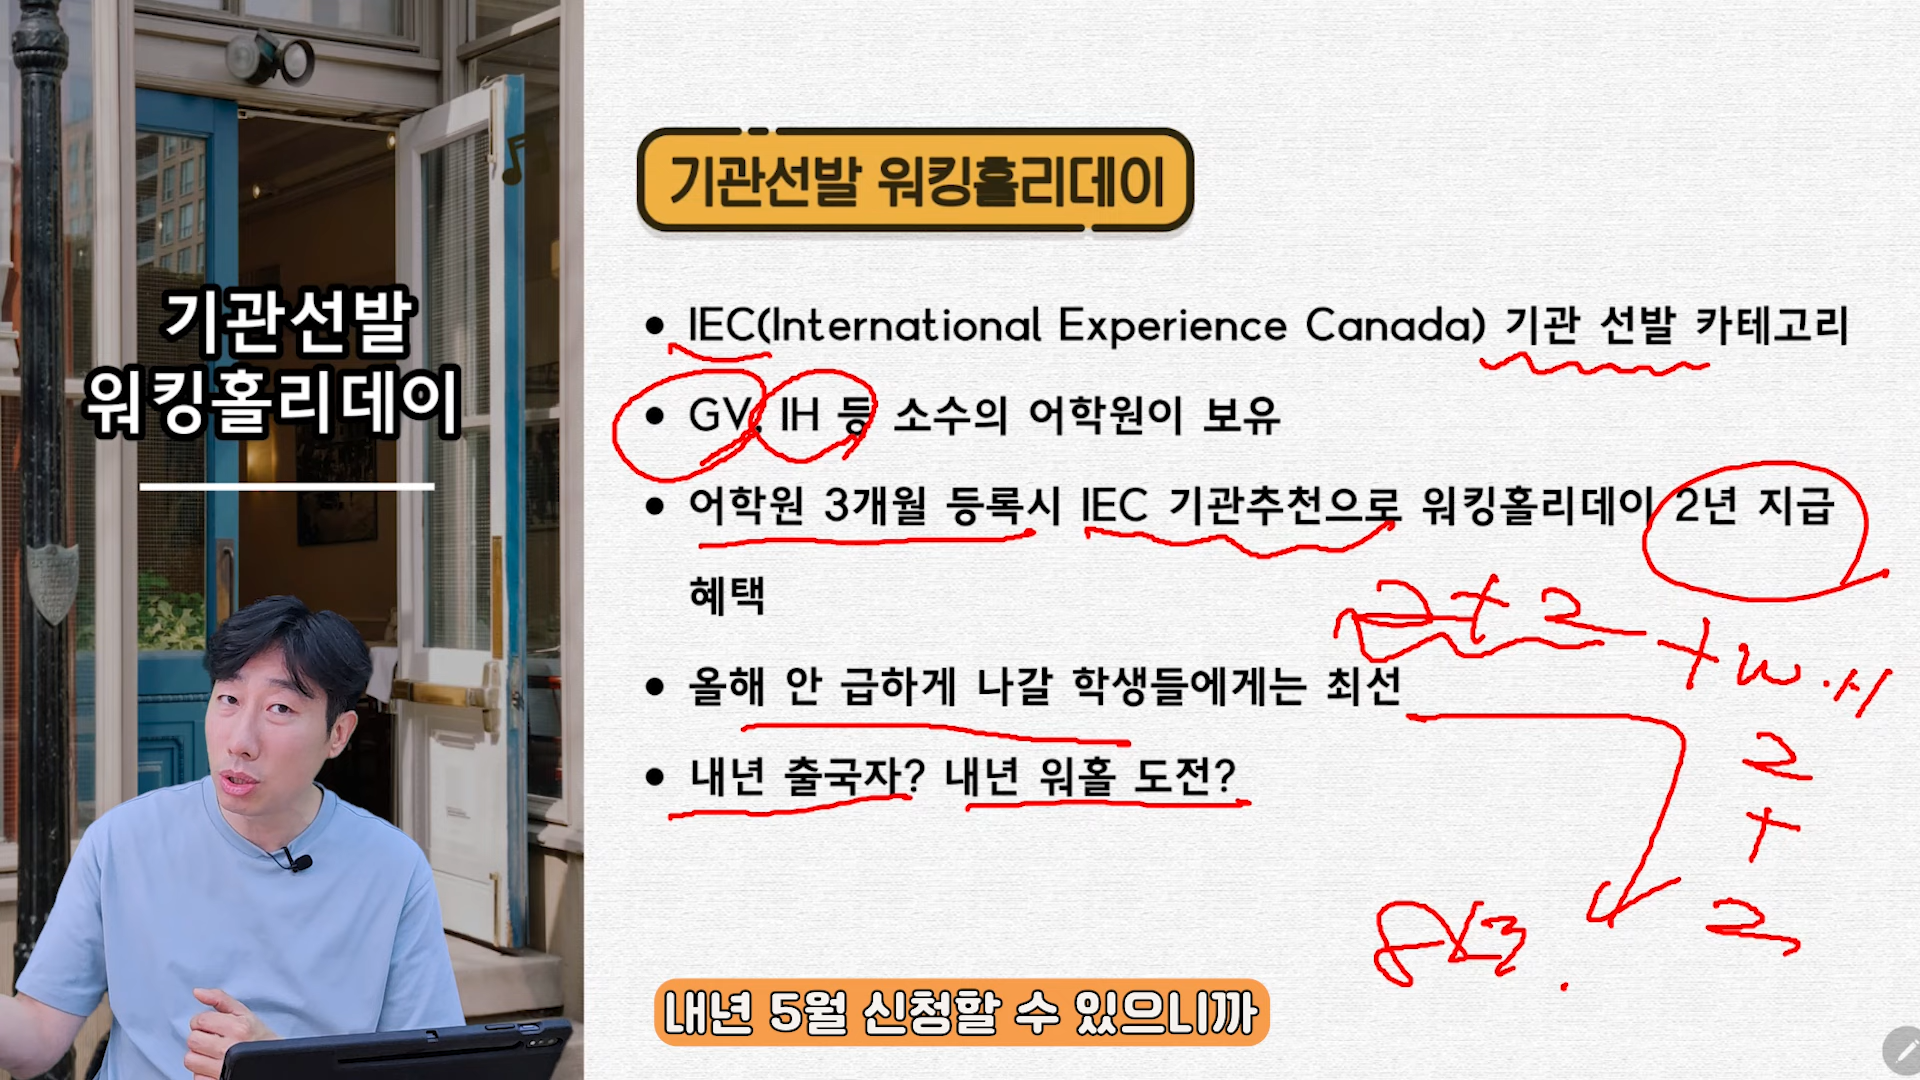 기관선발
워킹홀리데이
기관선발 워킹홀리데이
• IEC(International Experience Canada) 기관 선발 카테고리
• GV, IH 등 소수의 어학원이 보유
• 어학원 3개월 등록시 IEC 기관추천으로 워킹홀리데이 2년 지급
혜택
2+2
• 올해 안 급하게 나갈 학생들에게는 최선
• 내년 출국자? 내년 워홀 도전?
2
+
2
내년 5월 신청할 수 있으니까